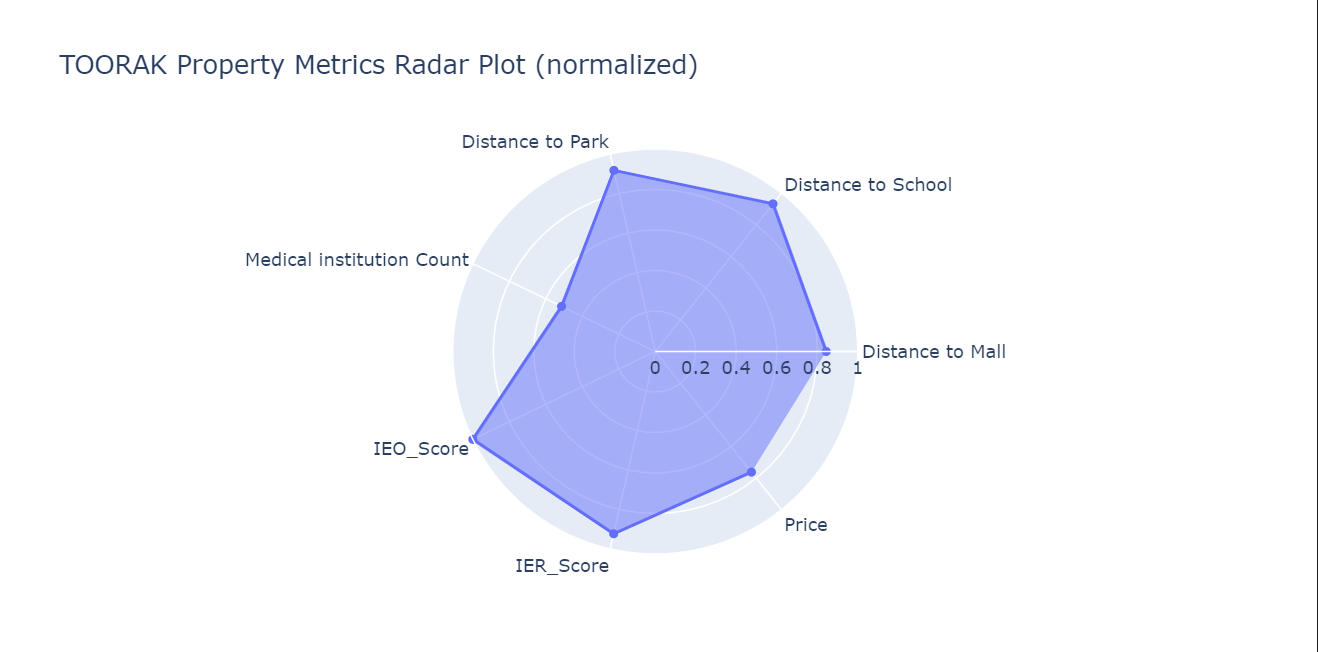 TOORAK Property Metrics Radar Plot (normalized)
Distance to Park
Distance to School
Medical institution Count
Distance to Mall
0 0.2 0.4 0.6 0.8 1
IEO_Score
Price
IER_Score